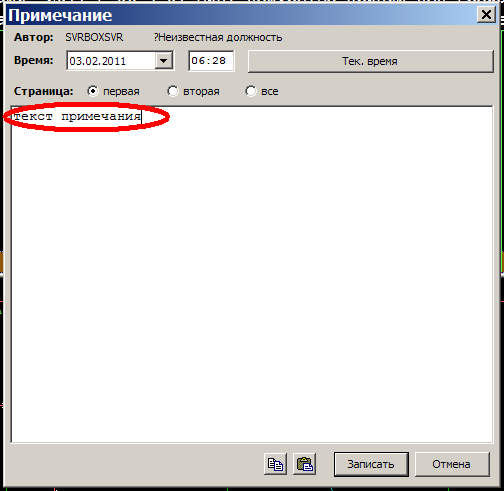 Примечание
Автор: SVRBOXSVR ?Неизвестная должность
Время: 03.02.2011 06:28 Тек. время
Страница: первая вторая все
текст примечания
Записать Отмена